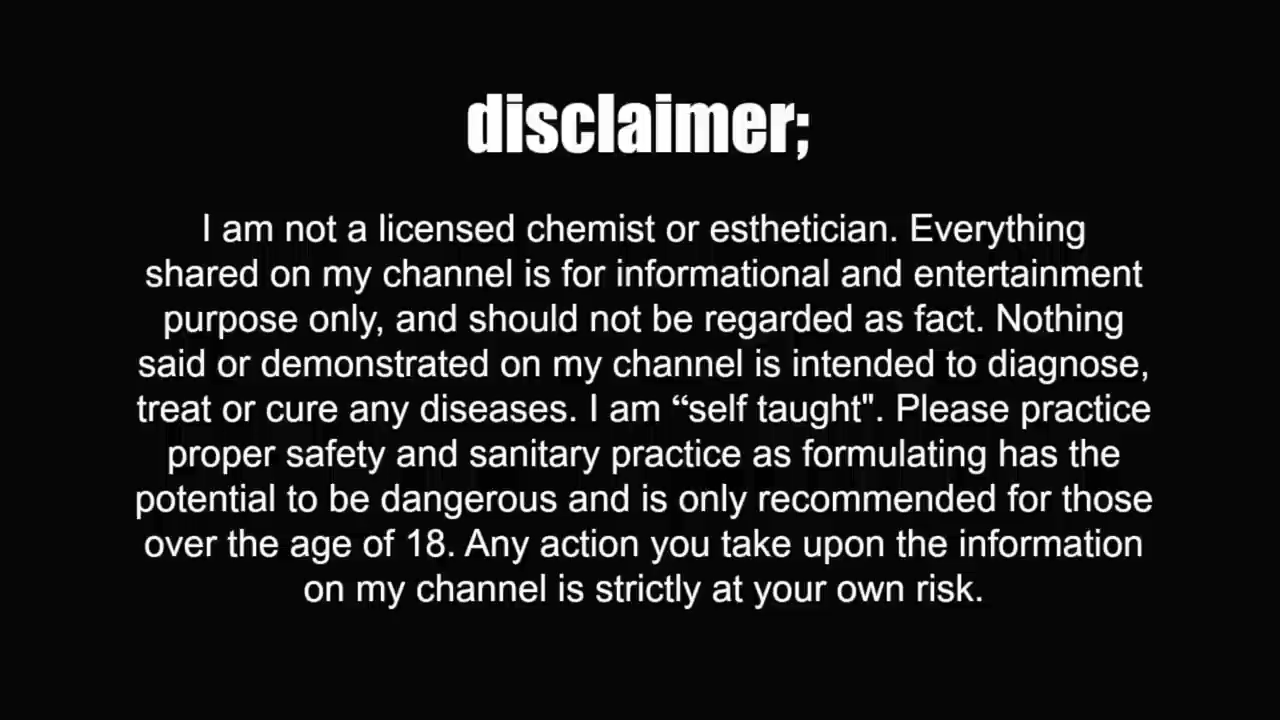 disclaimer;
I am not a licensed chemist or esthetician. Everything
shared on my channel is for informational and entertainment
purpose only, and should not be regarded as fact. Nothing
said or demonstrated on my channel is intended to diagnose,
treat or cure any diseases. I am “self taught". Please practice
proper safety and sanitary practice as formulating has the
potential to be dangerous and is only recommended for those
over the age of 18. Any action you take upon the information
on my channel is strictly at your own risk.